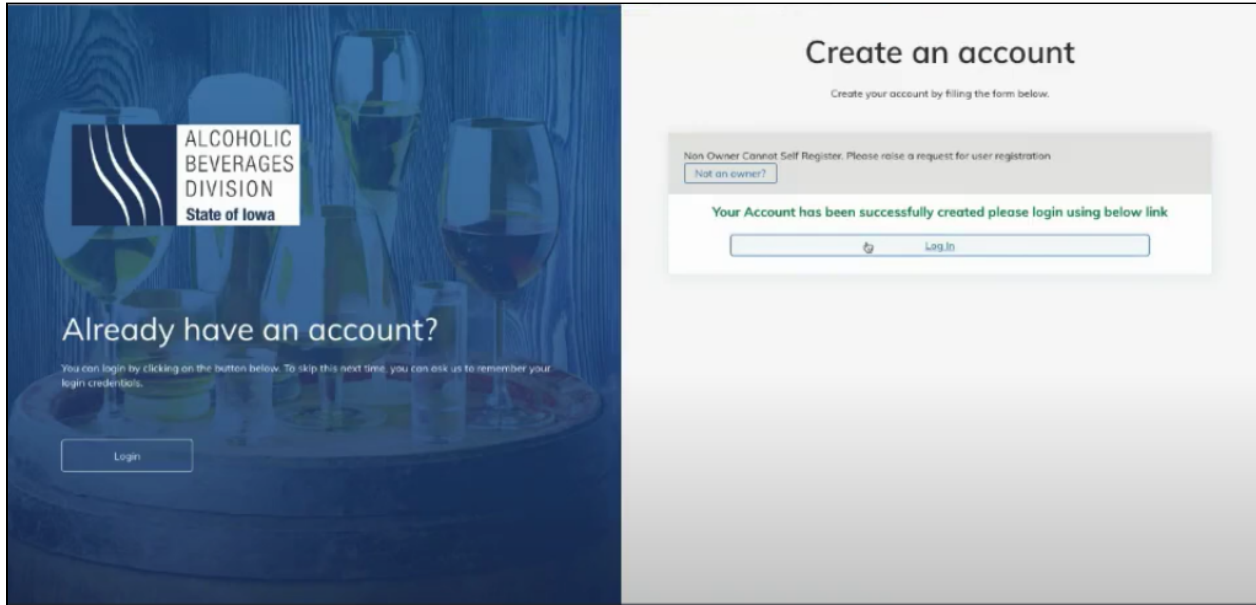 ALCOHOLIC
BEVERAGES
DIVISION
State of Iowa
Already have an account?
You can login by clicking on the button below. To skip this next time, you can ask us to remember your
login credentials.
Login
Create an account
Create your account by filling the form below.
Non Owner Cannot Self Register. Please raise a request for user registration
Not an owner?
Your Account has been successfully created please login using below link
Log In